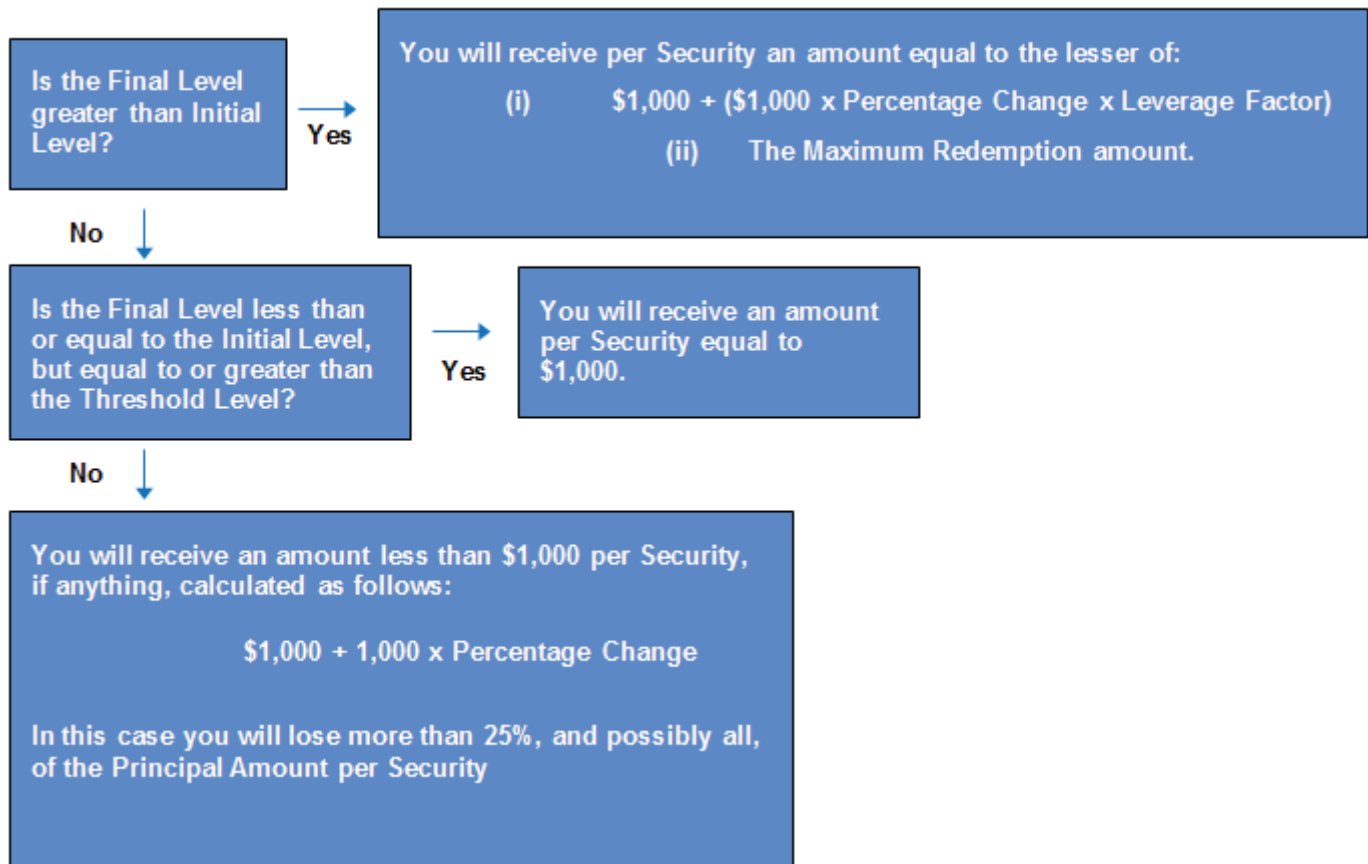 Is the Final Level
greater than Initial
Level?
Yes
You will receive per Security an amount equal to the lesser of:
(i) $1,000 + ($1,000 x Percentage Change x Leverage Factor)
(ii) The Maximum Redemption amount.
No
Is the Final Level less than
or equal to the Initial Level,
but equal to or greater than
the Threshold Level?
Yes
You will receive an amount
per Security equal to
$1,000.
No
You will receive an amount less than $1,000 per Security,
if anything, calculated as follows:
$1,000 + 1,000 x Percentage Change
In this case you will lose more than 25%, and possibly all,
of the Principal Amount per Security